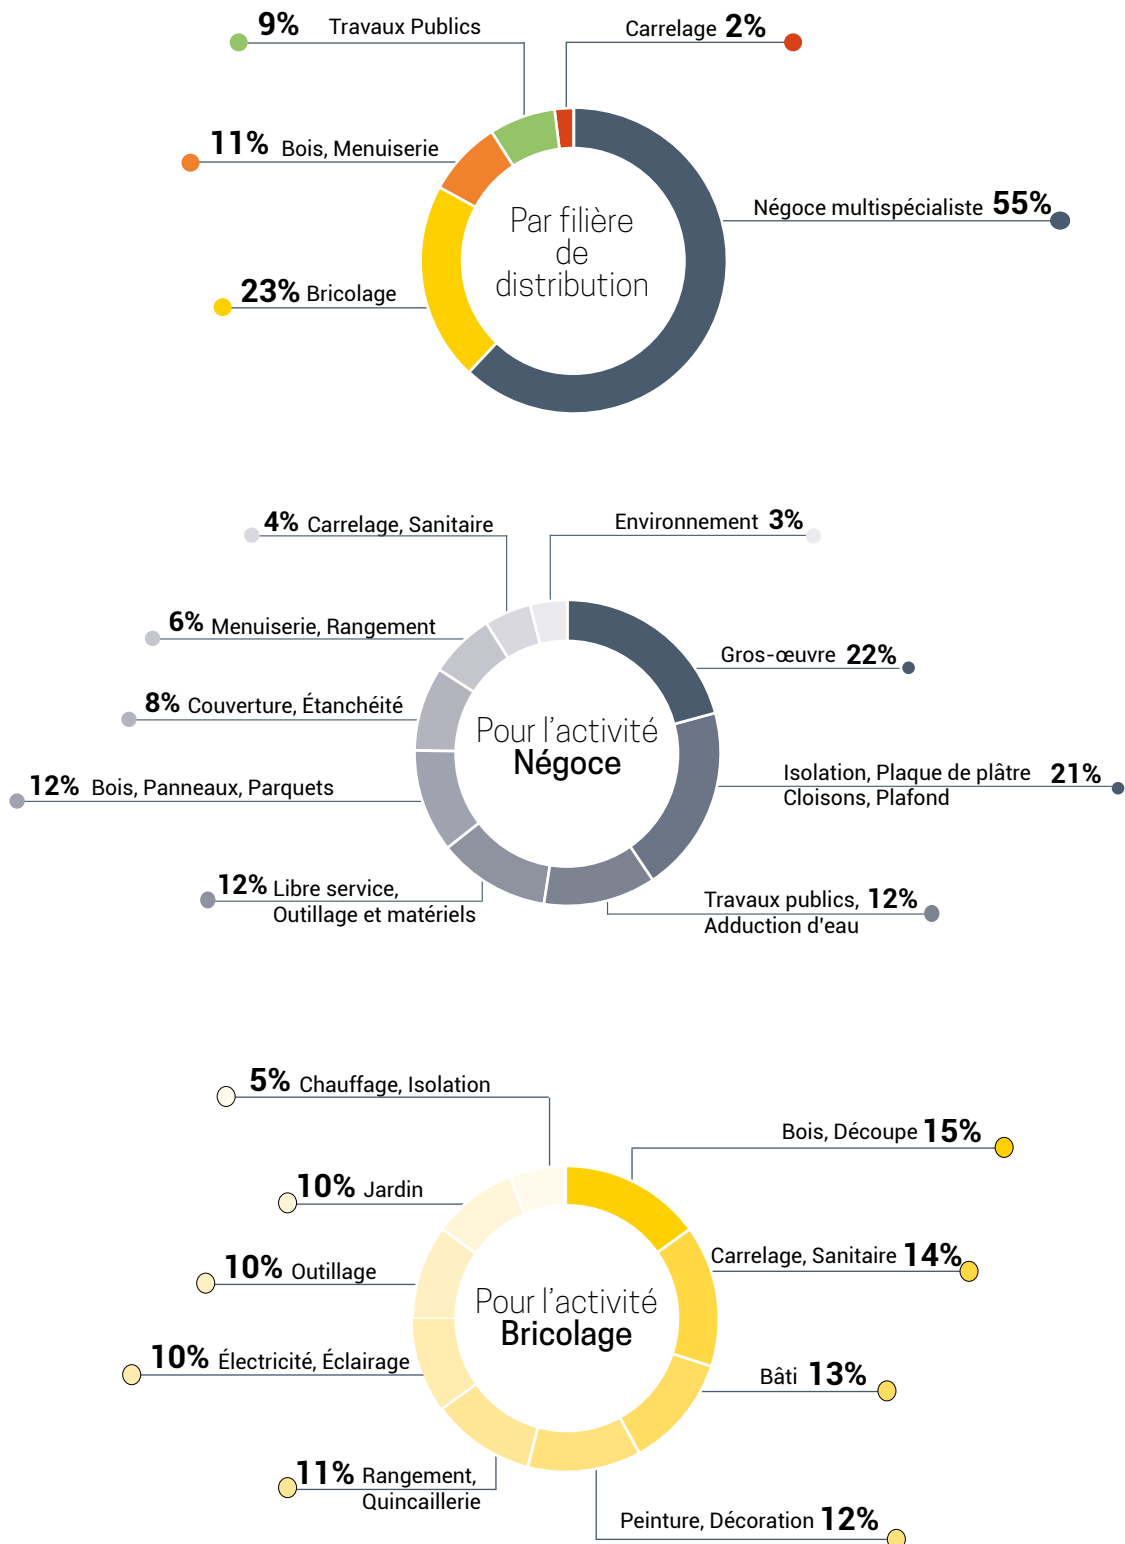 9% Travaux Publics
Carrelage 2%
11% Bois, Menuiserie
Négoce multispécialiste 55%
23% Bricolage
Par filière
de
distribution
4% Carrelage, Sanitaire
Environnement 3%
6% Menuiserie, Rangement
Gros-œuvre 22%
8% Couverture, Étanchéité
Pour l'activité
Négoce
Isolation, Plaque de plâtre 21%
Cloisons, Plafond
12% Bois, Panneaux, Parquets
12% Libre service,
Outillage et matériels
Travaux publics, 12%
Adduction d'eau
5% Chauffage, Isolation
Bois, Découpe 15%
10% Jardin
Carrelage, Sanitaire 14%
10% Outillage
Pour l'activité
Bricolage
10% Électricité, Éclairage
Bâti 13%
11% Rangement,
Quincaillerie
Peinture, Décoration 12%